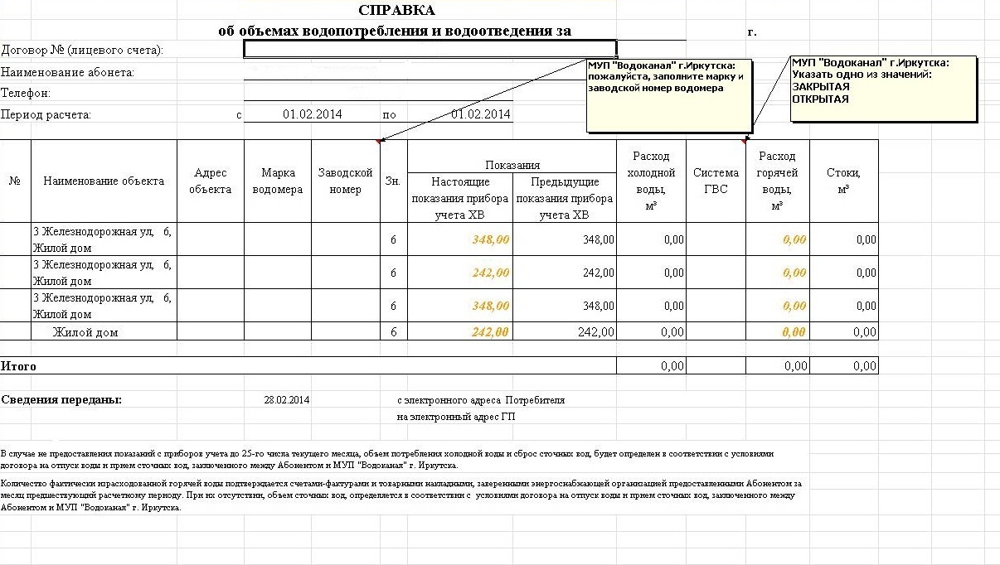 СПРАВКА
об объемах водопотребления и водоотведения за г.
Договор № (лицевого счета):
Наименование абонета:
Телефон:
Период расчета: с 01.02.2014 по 01.02.2014
МУП "Водоканал" г.Иркутска:
пожалуйста, заполните марку и
заводской номер водомера
МУП "Водоканал" г.Иркутска:
Указать одно из значений:
ЗАКРЫТАЯ
ОТКРЫТАЯ
№
Наименование объекта
Адрес
объекта
Марка
водомера
Заводской
номер
Зн.
Показания
Настоящие
показания прибора
учета ХВ
Предыдущие
показания прибора
учета ХВ
Расход
холодной
воды,
м³
Система
ГВС
Расход
горячей
воды,
м³
Стоки,
м³
3 Железнодорожная ул, 6,
Жилой дом
6 348,00 348,00 0,00 0,00 0,00
3 Железнодорожная ул, 6,
Жилой дом
6 242,00 242,00 0,00 0,00 0,00
3 Железнодорожная ул, 6,
Жилой дом
6 348,00 348,00 0,00 0,00 0,00
Жилой дом 6 242,00 242,00 0,00 0,00 0,00
Итого 0,00 0,00 0,00
Сведения переданы: 28.02.2014 с электронного адреса Потребителя
на электронный адрес ГП
В случае не предоставления показаний с приборов учета до 25-го числа текущего месяца, объем потребления холодной воды и сброс сточных вод, будет определен в соответствии с условиями
договора на отпуск воды и прием сточных вод, заключенного между Абонентом и МУП "Водоканал" г. Иркутска.
Количество фактически израсходованной горячей воды подтверждается счетами-фактурами и товарными накладными, заверенными энергоснабжающей организацией предоставленными Абонентом за
месяц предшествующий расчетному периоду. При их отсутствии, объем сточных вод, определяется в соответствии с условиями договора на отпуск воды и прием сточных вод, заключенного между
Абонентом и МУП "Водоканал" г. Иркутска.